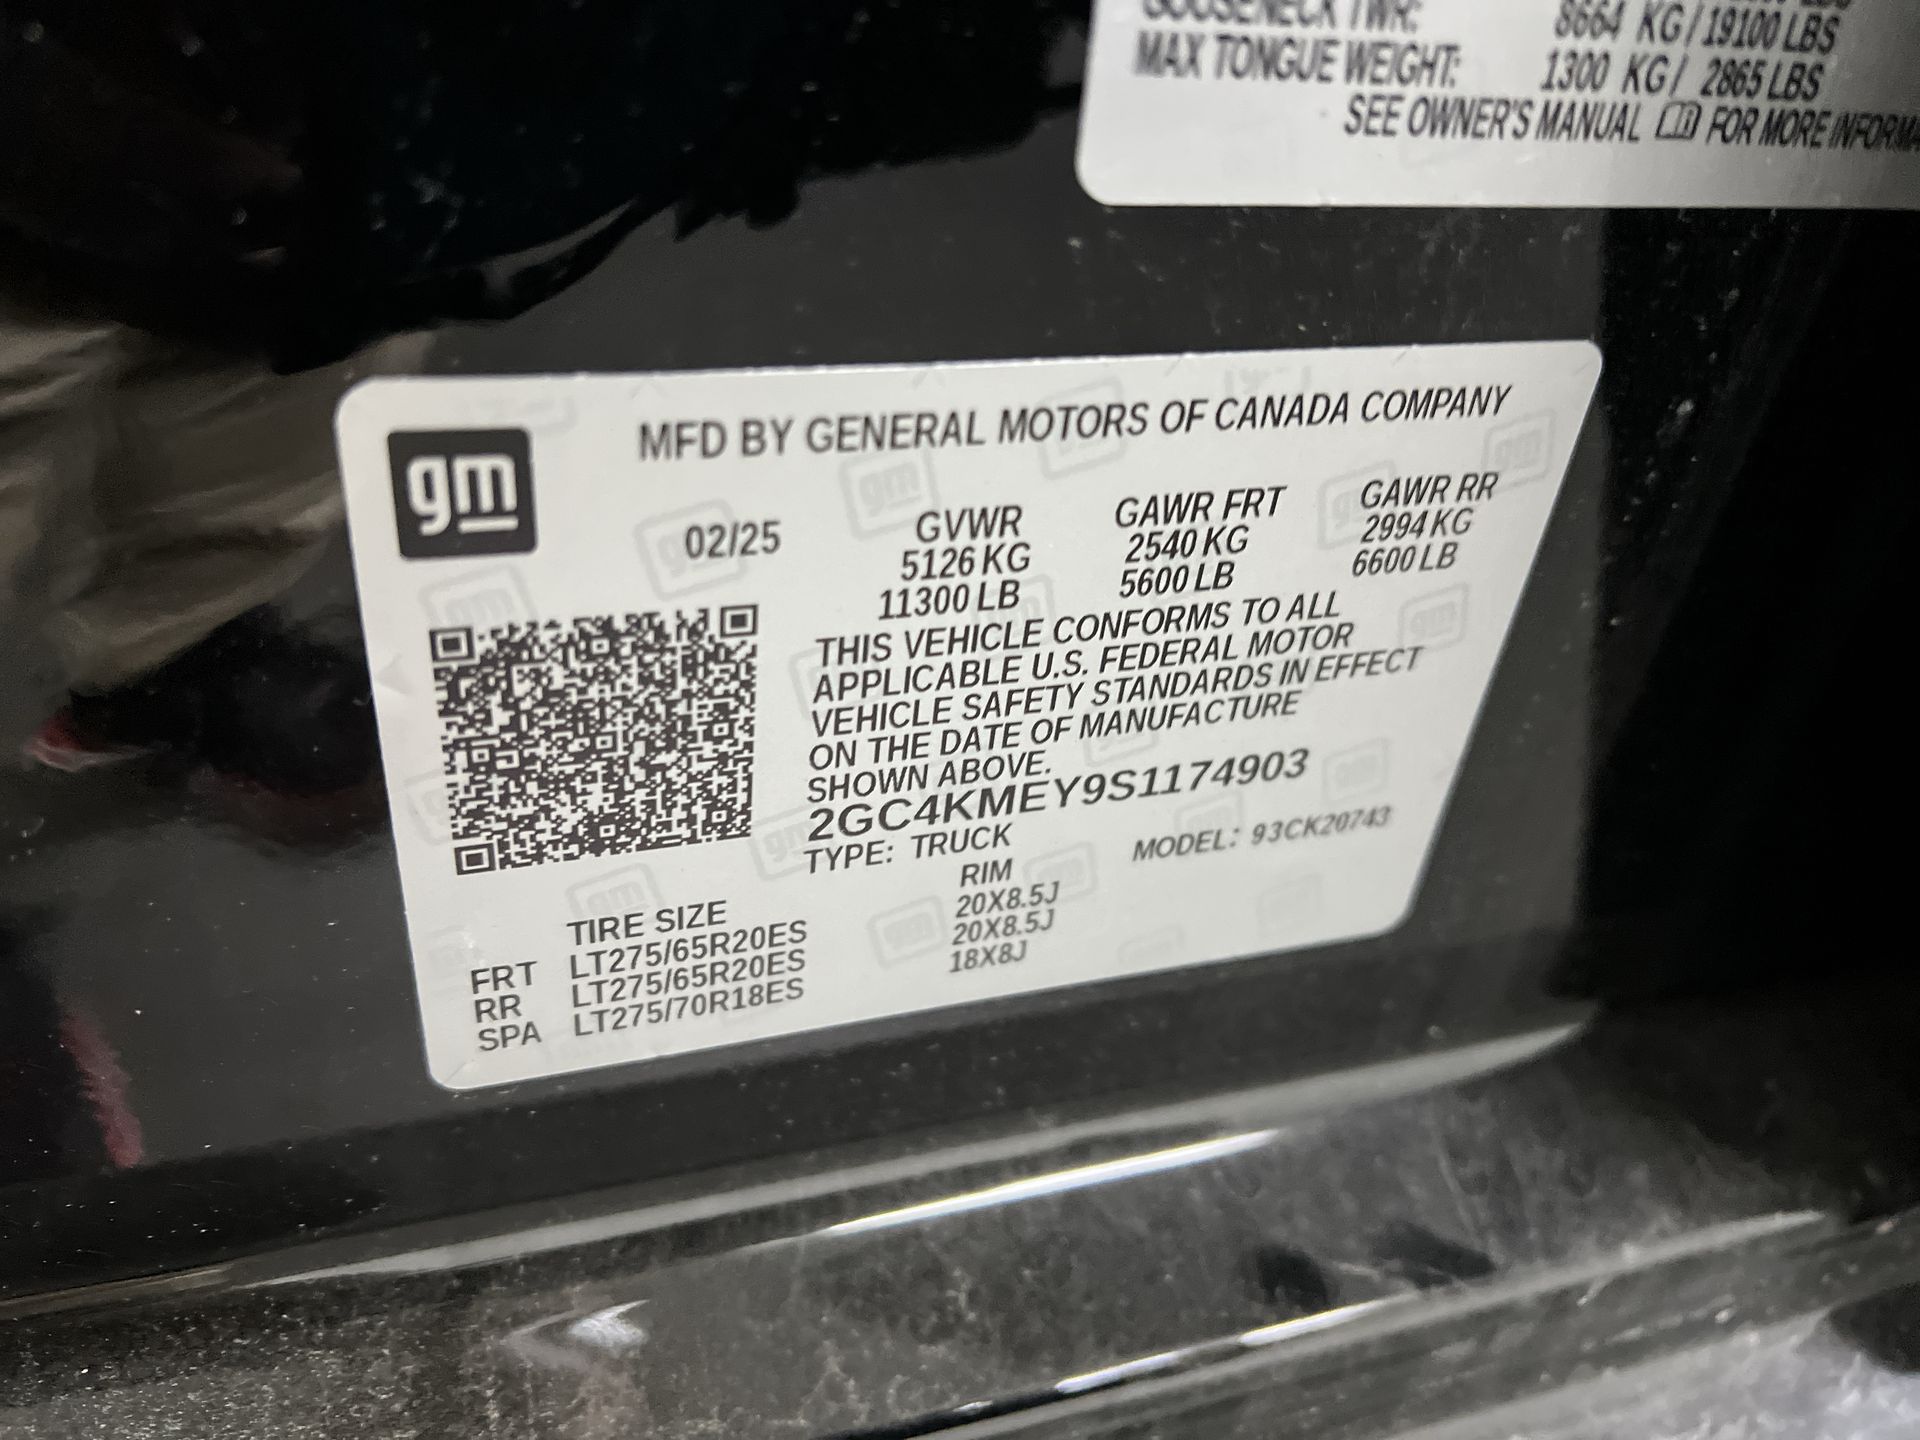 GOOSENECK TWR: 8664 KG/19100 LBS
MAX TONGUE WEIGHT: 1300 KG/ 2865 LBS
SEE OWNER'S MANUAL FOR MORE
gm
MFD BY GENERAL MOTORS OF CANADA COMPANY
02/25 GVWR GAWR FRT GAWR RR
5126 KG 2540 KG 2994 KG
11300 LB 5600 LB 6600 LB
THIS VEHICLE CONFORMS TO ALL
APPLICABLE U.S. FEDERAL MOTOR
VEHICLE SAFETY STANDARDS IN EFFECT
ON THE DATE OF MANUFACTURE
SHOWN ABOVE.
2GC4KMEY9S1174903
TYPE: TRUCK MODEL: 93CK20743
TIRE SIZE RIM
FRT LT275/65R20ES 20X8.5J
RR LT275/65R20ES 20X8.5J
SPA LT275/70R18ES 18X8J